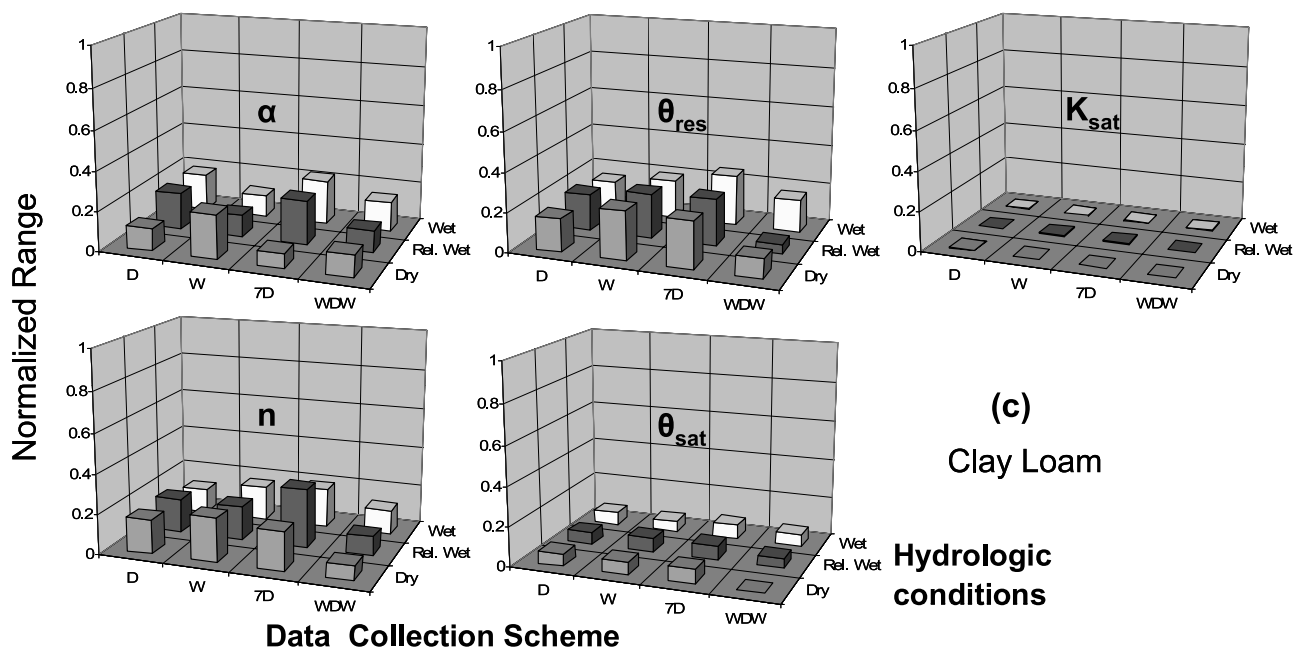 1
0.8
0.6
0.4
0.2
0
α
D
W
7D
WDW
Wet
Rel. Wet
Dry
1
0.8
0.6
0.4
0.2
0
θres
D
W
7D
WDW
Wet
Rel. Wet
Dry
1
0.8
0.6
0.4
0.2
0
Ksat
D
W
7D
WDW
Wet
Rel. Wet
Dry
Normalized Range
1
0.8
0.6
0.4
0.2
0
n
D
W
7D
WDW
Wet
Rel. Wet
Dry
1
0.8
0.6
0.4
0.2
0
θsat
D
W
7D
WDW
Wet
Rel. Wet
Dry
(c)
Clay Loam
Hydrologic
conditions
Data Collection Scheme